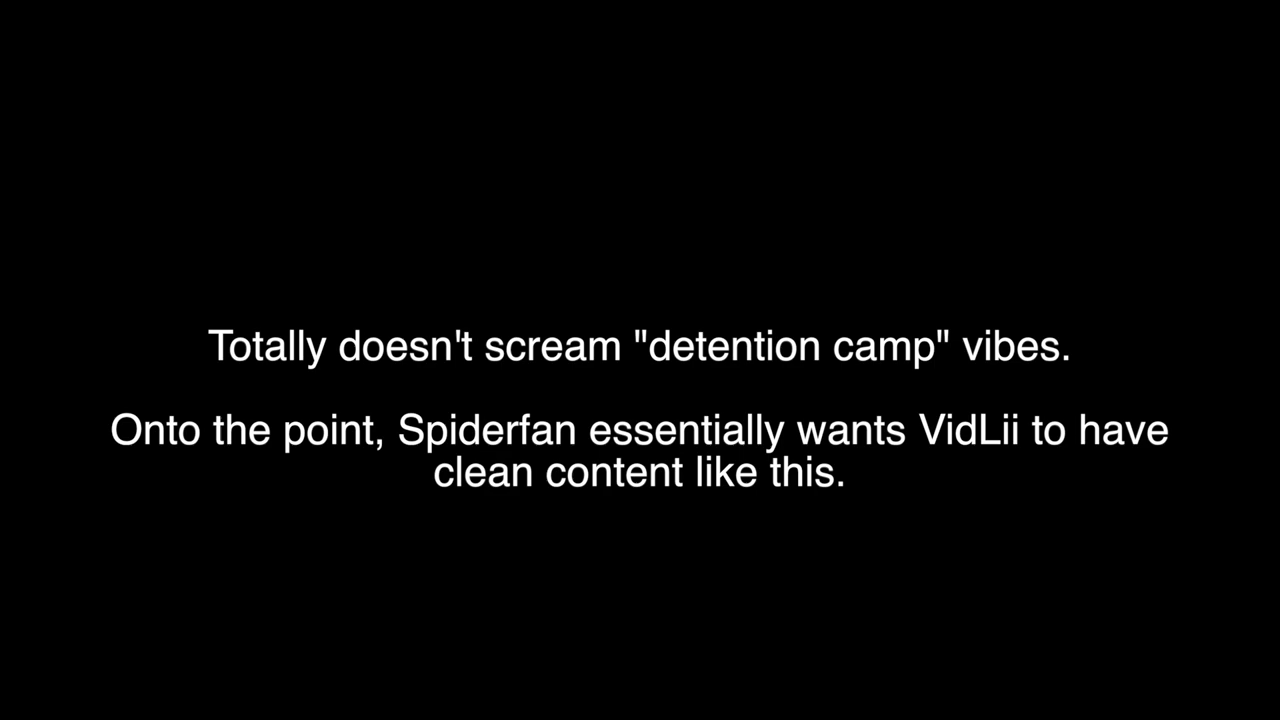 Totally doesn't scream "detention camp" vibes.
Onto the point, Spiderfan essentially wants VidLii to have
clean content like this.